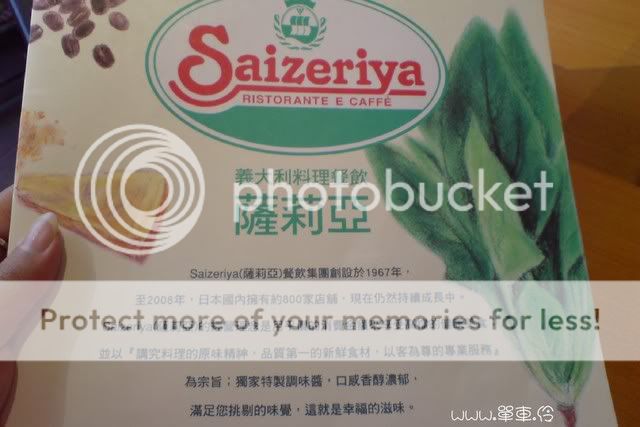 Saizeriya
RISTORANTE E CAFFÈ
義大利料理餐飲
photobucket
薩莉亞
Saizeriya(薩莉亞)餐飲集團創設於1967年，
至2008年，日本國內擁有約800家店舖，現在仍然持續成長中。
Protect more of your memories for less!
並以『講究料理的原味精神，品質第一的新鮮食材，以客為尊的專業服務』
為宗旨；獨家特製調味醬，口感香醇濃郁，
滿足您挑剔的味覺，這就是幸福的滋味。
www.單車.伶